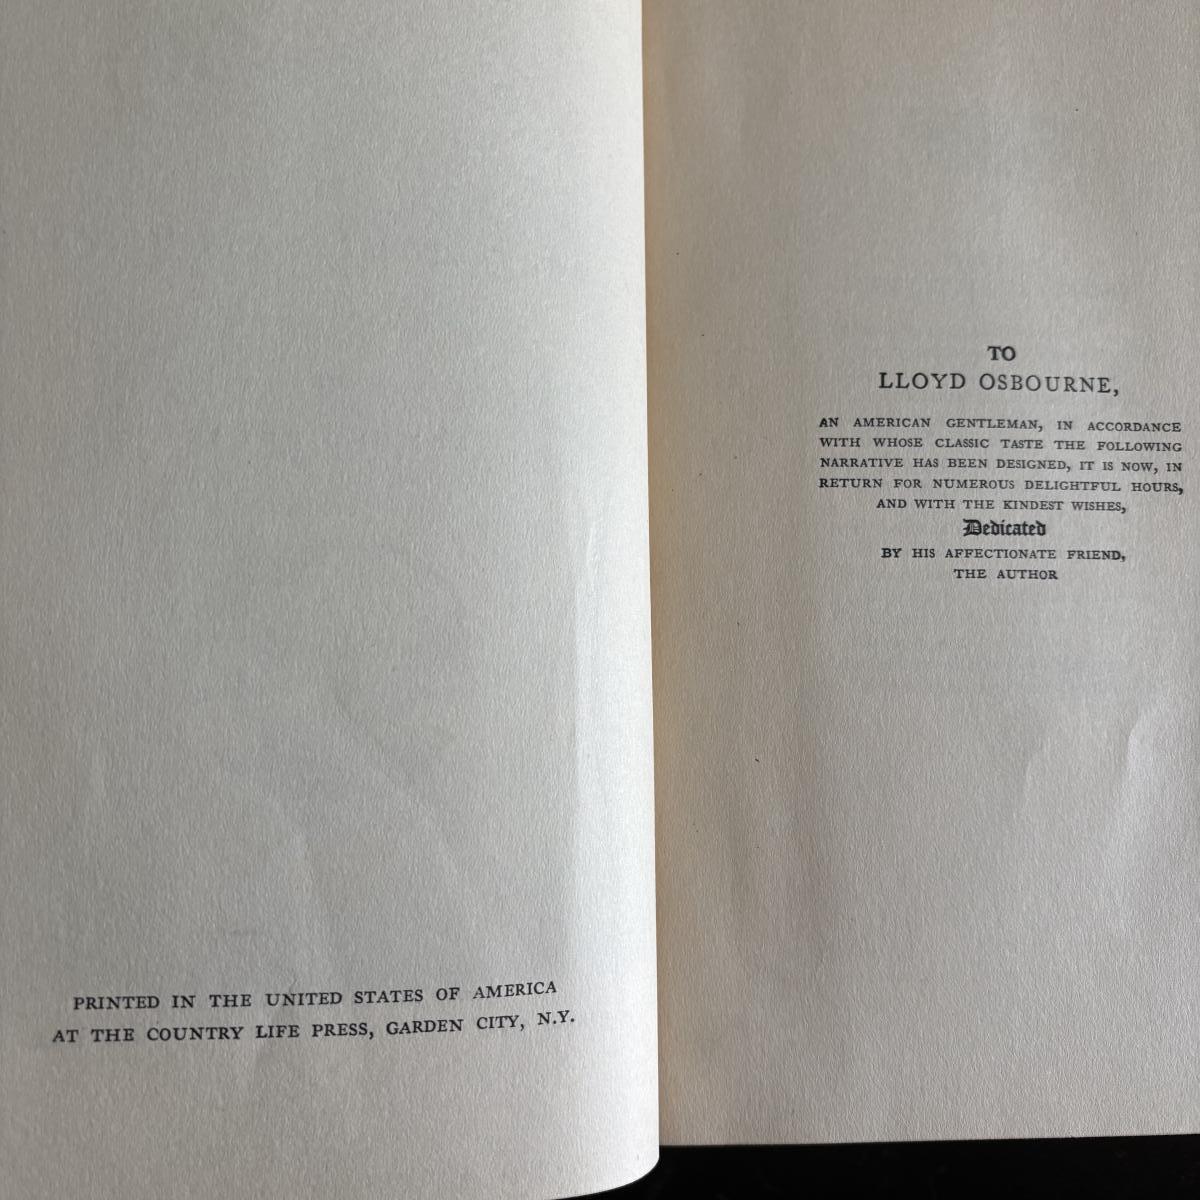 PRINTED IN THE UNITED STATES OF AMERICA
AT THE COUNTRY LIFE PRESS, GARDEN CITY, N.Y.
TO
LLOYD OSBOURNE,
AN AMERICAN GENTLEMAN, IN ACCORDANCE
WITH WHOSE CLASSIC TASTE THE FOLLOWING
NARRATIVE HAS BEEN DESIGNED, IT IS NOW, IN
RETURN FOR NUMEROUS DELIGHTFUL HOURS,
AND WITH THE KINDEST WISHES,
Dedicated
BY HIS AFFECTIONATE FRIEND,
THE AUTHOR